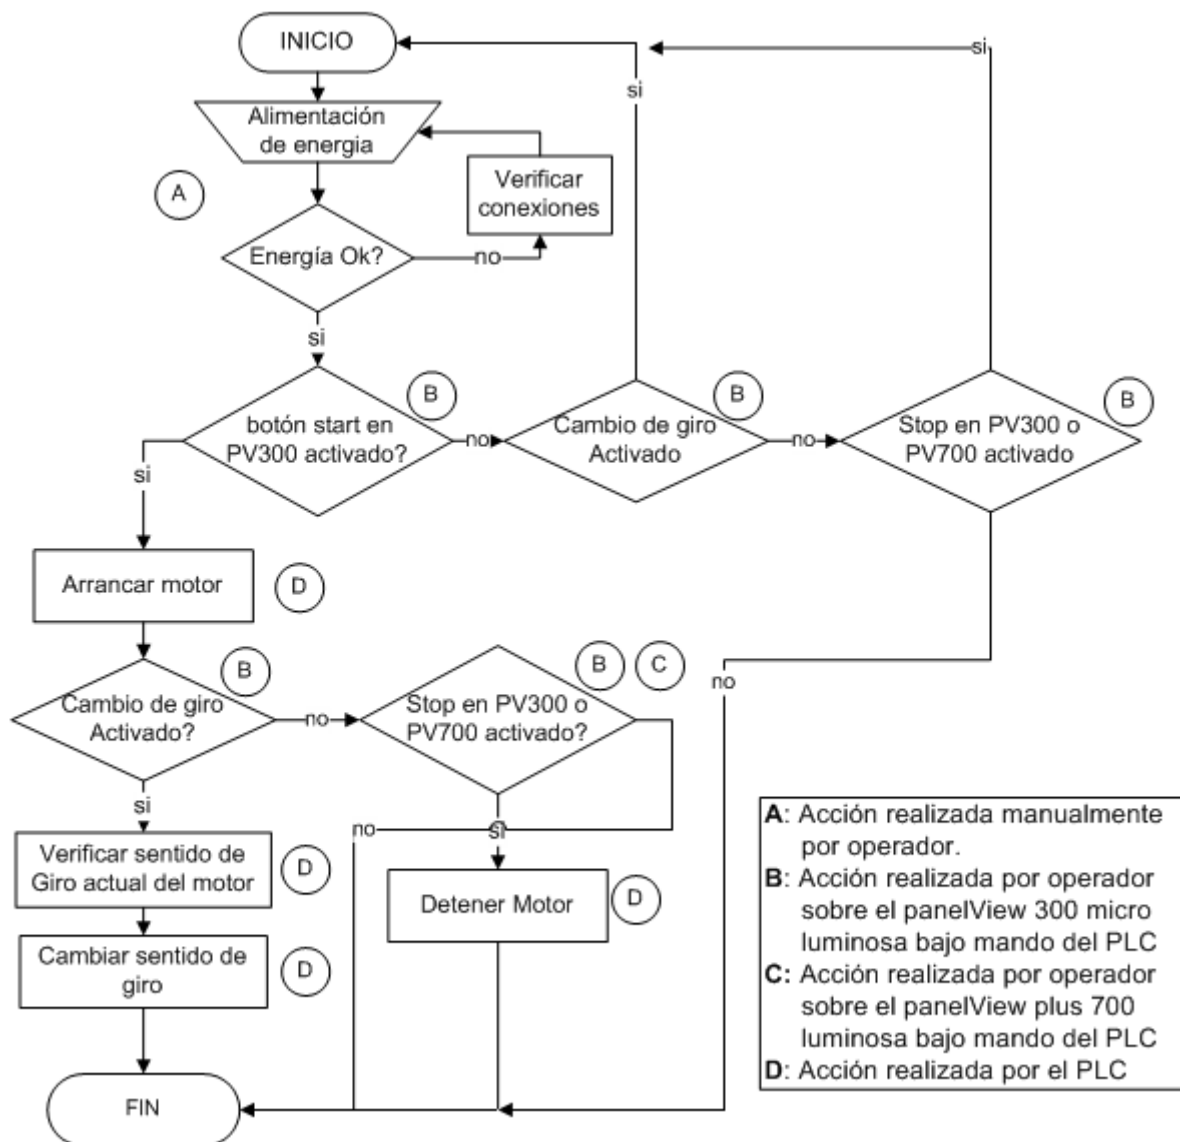 INICIO
si
si
Alimentación
de energia
Verificar
conexiones
A
Energía Ok?
no
si
B
B
B
botón start en
PV300 activado?
no
Cambio de giro
Activado
no
Stop en PV300 o
PV700 activado
si
Arrancar motor
D
B
B
C
no
Cambio de giro
Activado?
no
Stop en PV300 o
PV700 activado?
si
no
si
Verificar sentido de
Giro actual del motor
D
Detener Motor
D
Cambiar sentido de
giro
D
FIN
A: Acción realizada manualmente
por operador.
B: Acción realizada por operador
sobre el panelView 300 micro
luminosa bajo mando del PLC
C: Acción realizada por operador
sobre el panelView plus 700
luminosa bajo mando del PLC
D: Acción realizada por el PLC